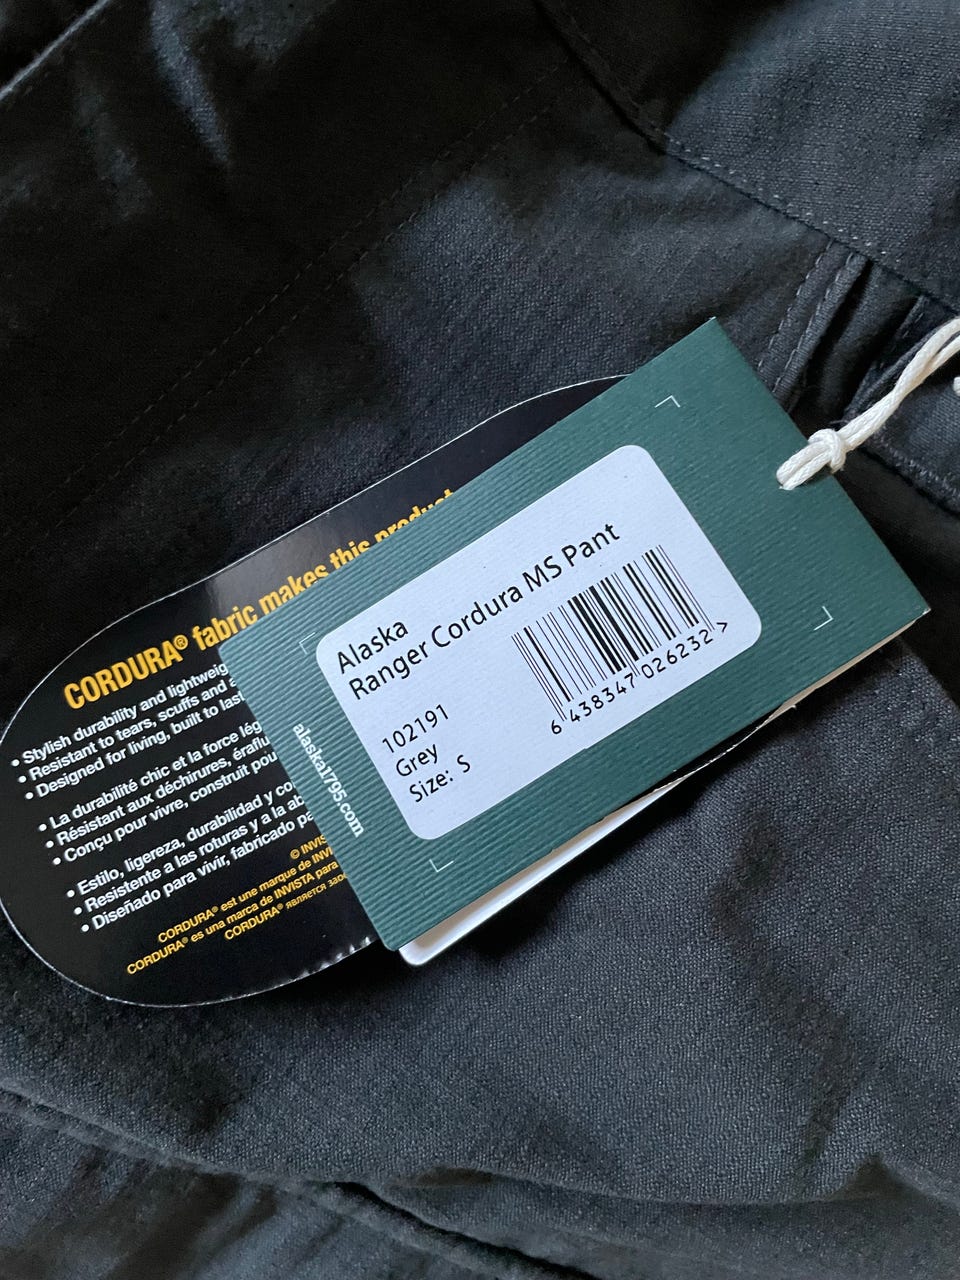 Alaska
Ranger Cordura MS Pant
102191
Grey
Size: S
6 438347 026232 >
alaska1795.com
CORDURA® fabric makes this product
• Stylish durability and lightweig
• Resistant to tears, scuffs and a
• Designed for living, built to last
• La durabilité chic et la force lég
• Résistant aux déchirures, éraflu
• Conçu pour vivre, construit pou
• Estilo, ligereza, durabilidad y co
• Resistente a las roturas y a la ab
• Diseñado para vivir, fabricado pa
© INVIS
CORDURA® est une marque de INVI
CORDURA® es una marca de INVISTA para
CORDURA® является заос